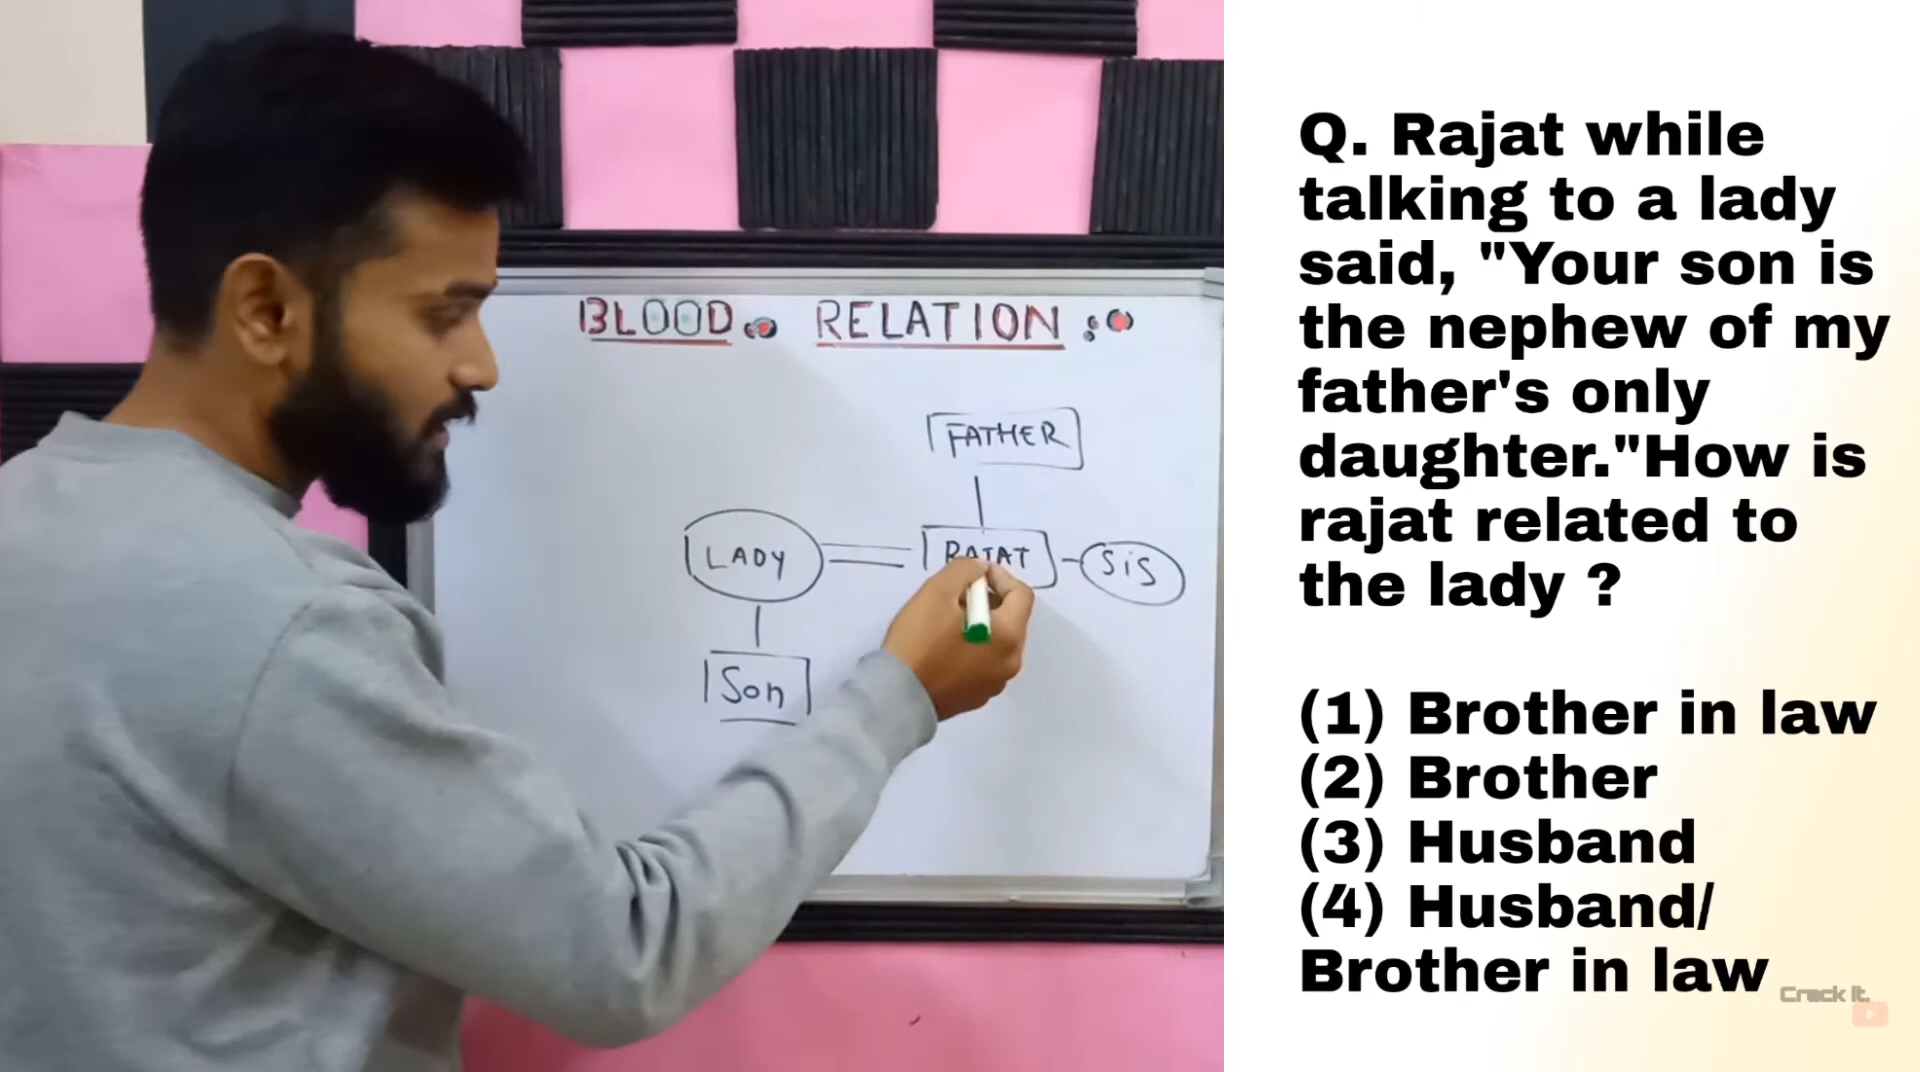 BLOOD RELATION :
FATHER
LADY
RAJAT
SiS
Son
Q. Rajat while
talking to a lady
said, "Your son is
the nephew of my
father's only
daughter."How is
rajat related to
the lady ?
(1) Brother in law
(2) Brother
(3) Husband
(4) Husband/
Brother in law
Crack It.